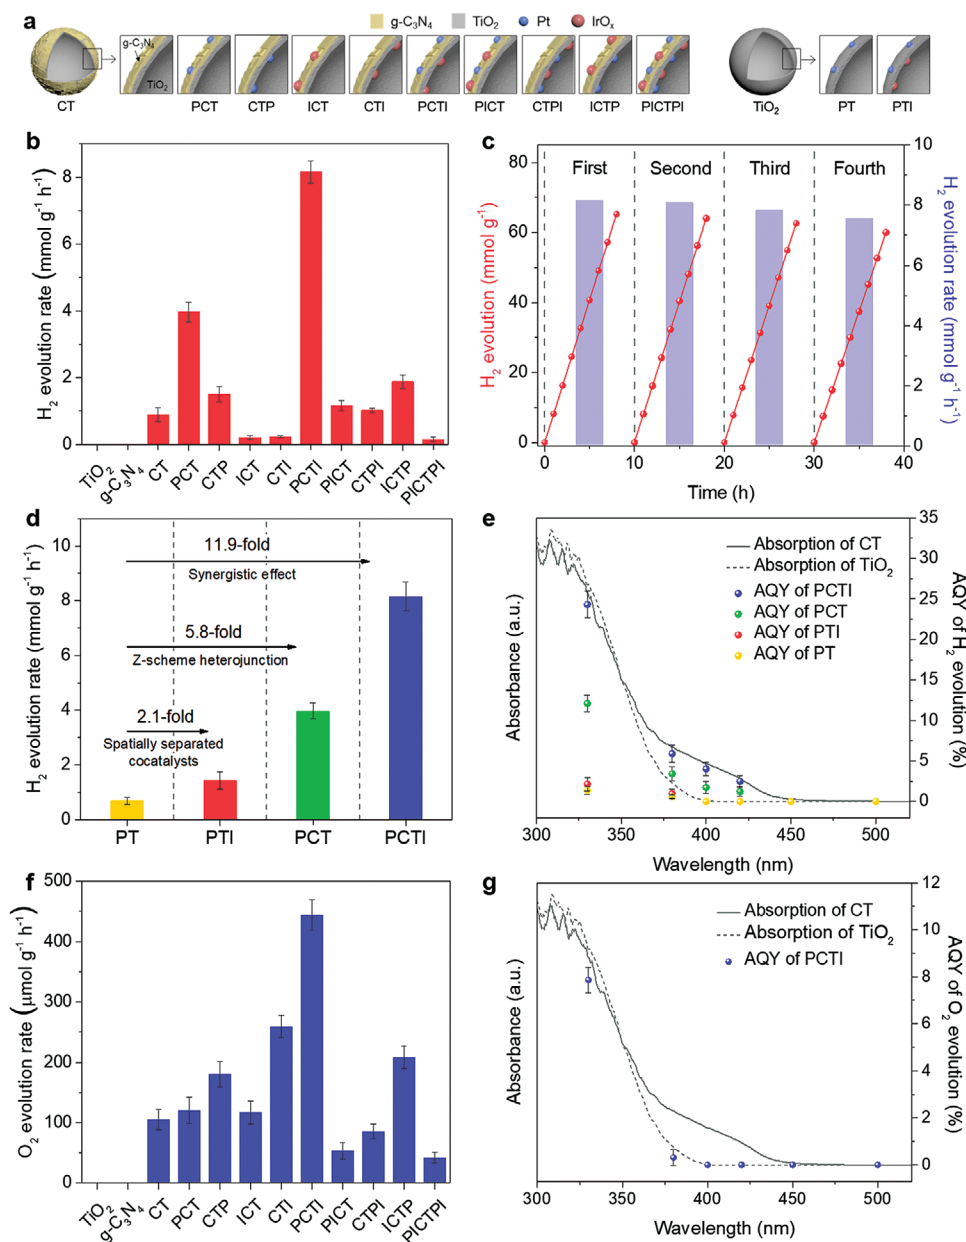 a
g-C₃N₄ TiO₂ Pt IrOₓ
g-C₃N₄
TiO₂
CT PCT CTP ICT CTI PCTI PICT CTPI ICTP PICTPI TiO₂ PT PTI
b
H₂ evolution rate (mmol g⁻¹ h⁻¹)
8
6
4
2
0
TiO₂ g-C₃N₄ CT PCT CTP ICT CTI PCTI PICT CTPI ICTP PICTPI
c
First Second Third Fourth
H₂ evolution (mmol g⁻¹)
80
60
40
20
0
H₂ evolution rate (mmol g⁻¹ h⁻¹)
10
8
6
4
2
0
0 10 20 30 40
Time (h)
d
H₂ evolution rate (mmol g⁻¹ h⁻¹)
10
8
6
4
2
0
11.9-fold
Synergistic effect
5.8-fold
Z-scheme heterojunction
2.1-fold
Spatially separated
cocatalysts
PT PTI PCT PCTI
e
Absorbance (a.u.)
Absorption of CT
Absorption of TiO₂
AQY of PCTI
AQY of PCT
AQY of PTI
AQY of PT
35
30
25
20
15
10
5
0
AQY of H₂ evolution (%)
300 350 400 450 500
Wavelength (nm)
f
O₂ evolution rate (μmol g⁻¹ h⁻¹)
500
400
300
200
100
0
TiO₂ g-C₃N₄ CT PCT CTP ICT CTI PCTI PICT CTPI ICTP PICTPI
g
Absorbance (a.u.)
Absorption of CT
Absorption of TiO₂
AQY of PCTI
12
10
8
6
4
2
0
AQY of O₂ evolution (%)
300 350 400 450 500
Wavelength (nm)